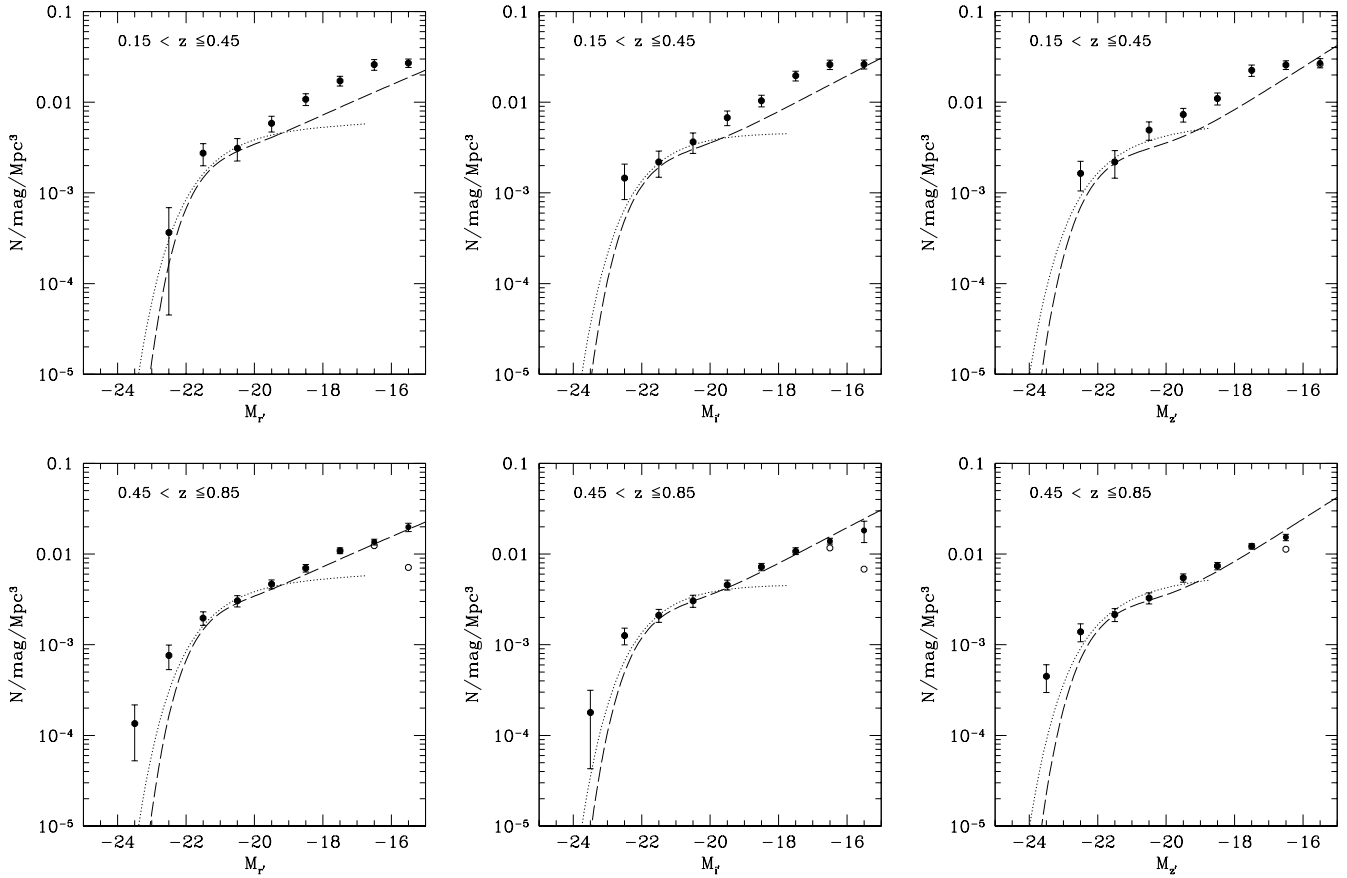 0.1
0.01
10⁻³
10⁻⁴
10⁻⁵
N/mag/Mpc³
0.15 < z ≦0.45
−24 −22 −20 −18 −16
M_r′
0.1
0.01
10⁻³
10⁻⁴
10⁻⁵
N/mag/Mpc³
0.15 < z ≦0.45
−24 −22 −20 −18 −16
M_i′
0.1
0.01
10⁻³
10⁻⁴
10⁻⁵
N/mag/Mpc³
0.15 < z ≦0.45
−24 −22 −20 −18 −16
M_z′
0.1
0.01
10⁻³
10⁻⁴
10⁻⁵
N/mag/Mpc³
0.45 < z ≦0.85
−24 −22 −20 −18 −16
M_r′
0.1
0.01
10⁻³
10⁻⁴
10⁻⁵
N/mag/Mpc³
0.45 < z ≦0.85
−24 −22 −20 −18 −16
M_i′
0.1
0.01
10⁻³
10⁻⁴
10⁻⁵
N/mag/Mpc³
0.45 < z ≦0.85
−24 −22 −20 −18 −16
M_z′